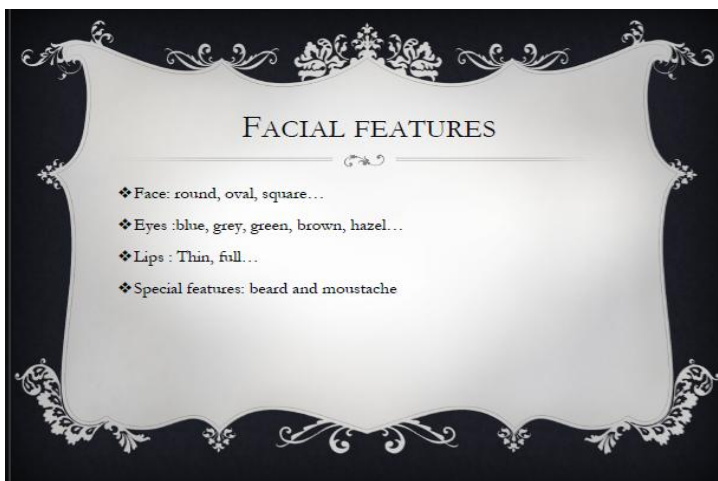 FACIAL FEATURES
❖Face: round, oval, square…
❖Eyes :blue, grey, green, brown, hazel…
❖Lips : Thin, full…
❖Special features: beard and moustache